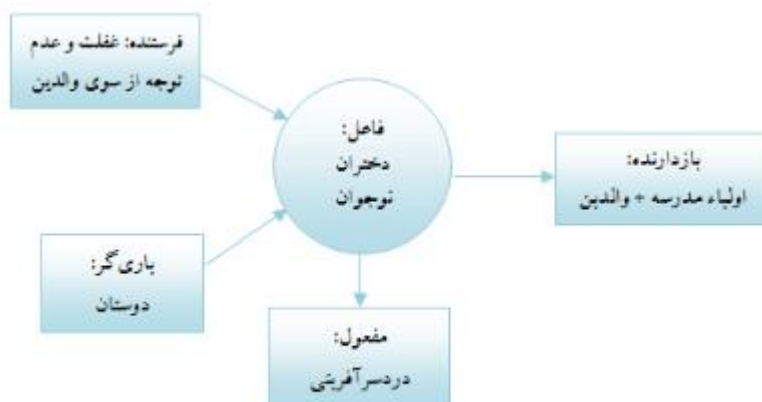 فرستنده: غفلت و عدم
توجه از سوی والدین
فاعل:
دختران
نوجوان
بازدارنده:
اولیاء مدرسه + والدین
یاری‌گر:
دوستان
مفعول:
دردسرآفرینی